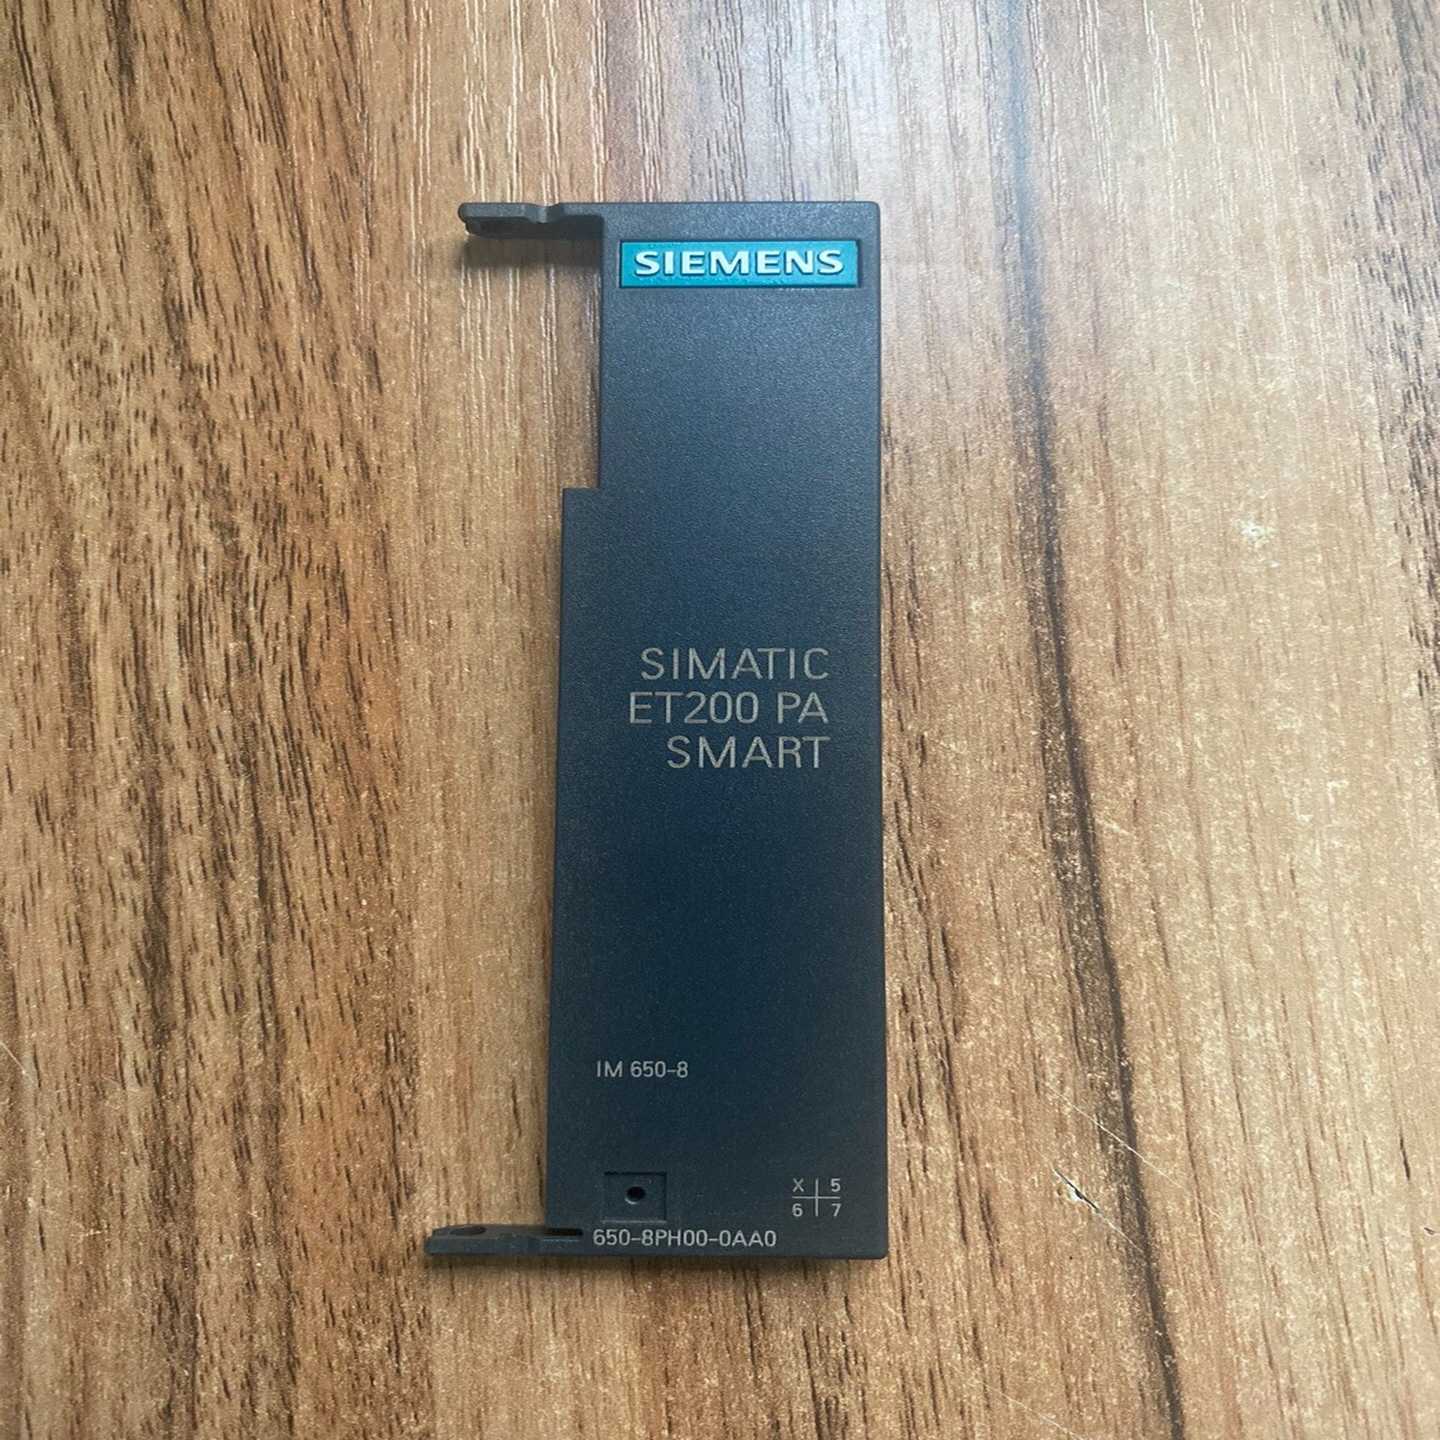 SIEMENS
SIMATIC
ET200 PA
SMART
IM 650-8
X 5
6 7
650-8PH00-0AA0